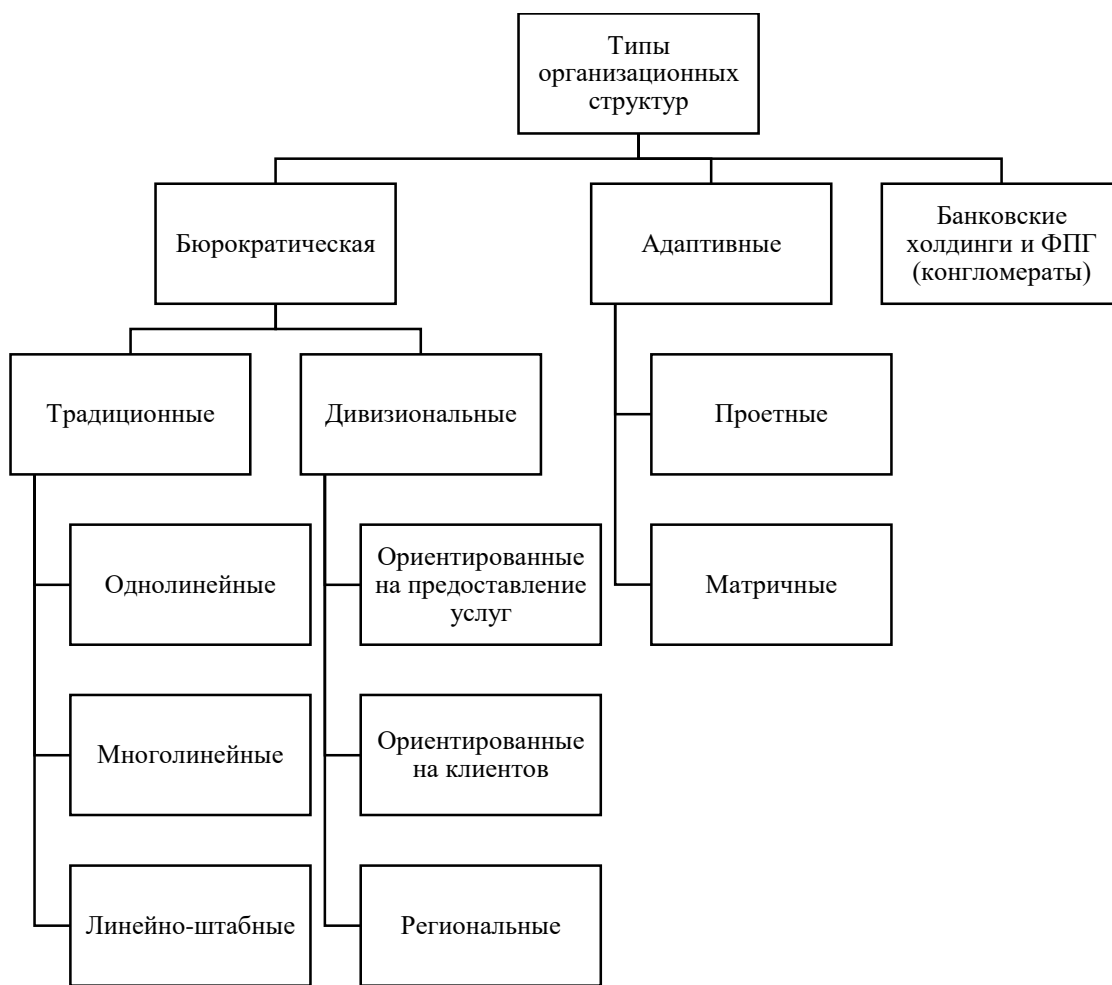 Типы
организационных
структур
Бюрократическая
Адаптивные
Банковские
холдинги и ФПГ
(конгломераты)
Традиционные
Дивизиональные
Проетные
Однолинейные
Ориентированные
на предоставление
услуг
Матричные
Многолинейные
Ориентированные
на клиентов
Линейно-штабные
Региональные